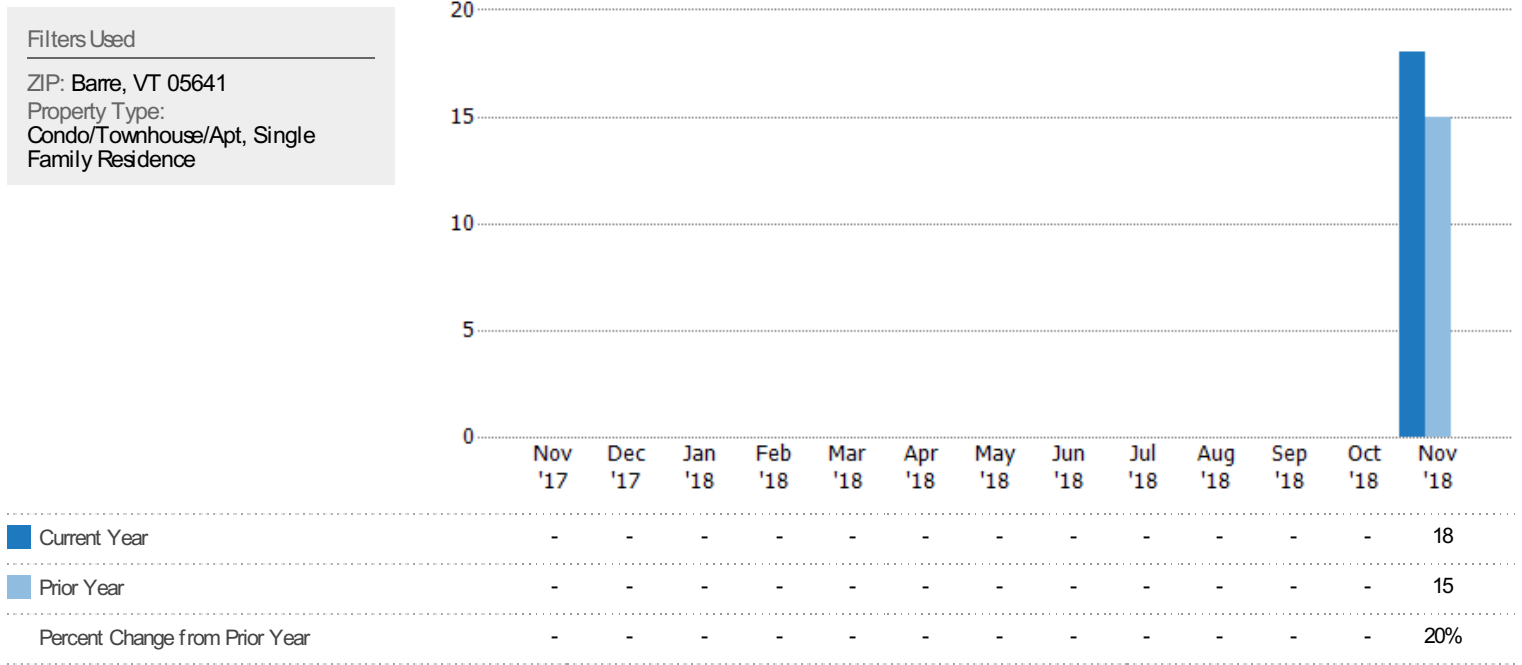 Filters Used
ZIP: Barre, VT 05641
Property Type:
Condo/Townhouse/Apt, Single
Family Residence
20
15
10
5
0
Nov Dec Jan Feb Mar Apr May Jun Jul Aug Sep Oct Nov
'17 '17 '18 '18 '18 '18 '18 '18 '18 '18 '18 '18 '18
Current Year - - - - - - - - - - - - 18
Prior Year - - - - - - - - - - - - 15
Percent Change from Prior Year - - - - - - - - - - - - 20%